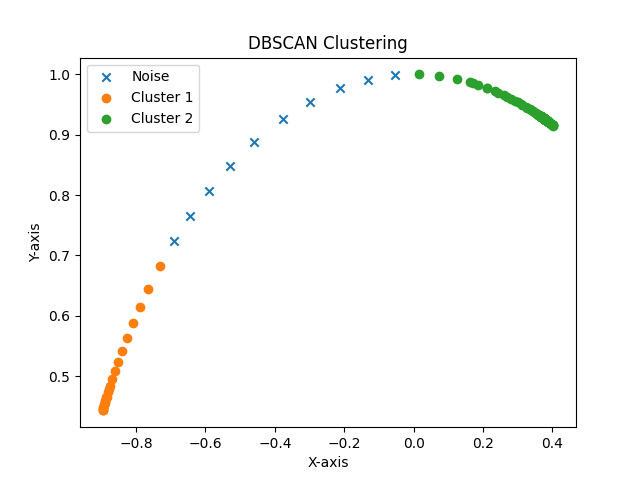 DBSCAN Clustering
Noise
Cluster 1
Cluster 2
1.0
0.9
0.8
0.7
0.6
0.5
Y-axis
−0.8 −0.6 −0.4 −0.2 0.0 0.2 0.4
X-axis